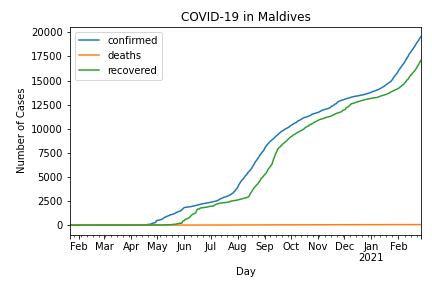 COVID-19 in Maldives
20000
17500
15000
12500
10000
7500
5000
2500
0
Number of Cases
confirmed
deaths
recovered
Feb Mar Apr May Jun Jul Aug Sep Oct Nov Dec Jan Feb
2021
Day